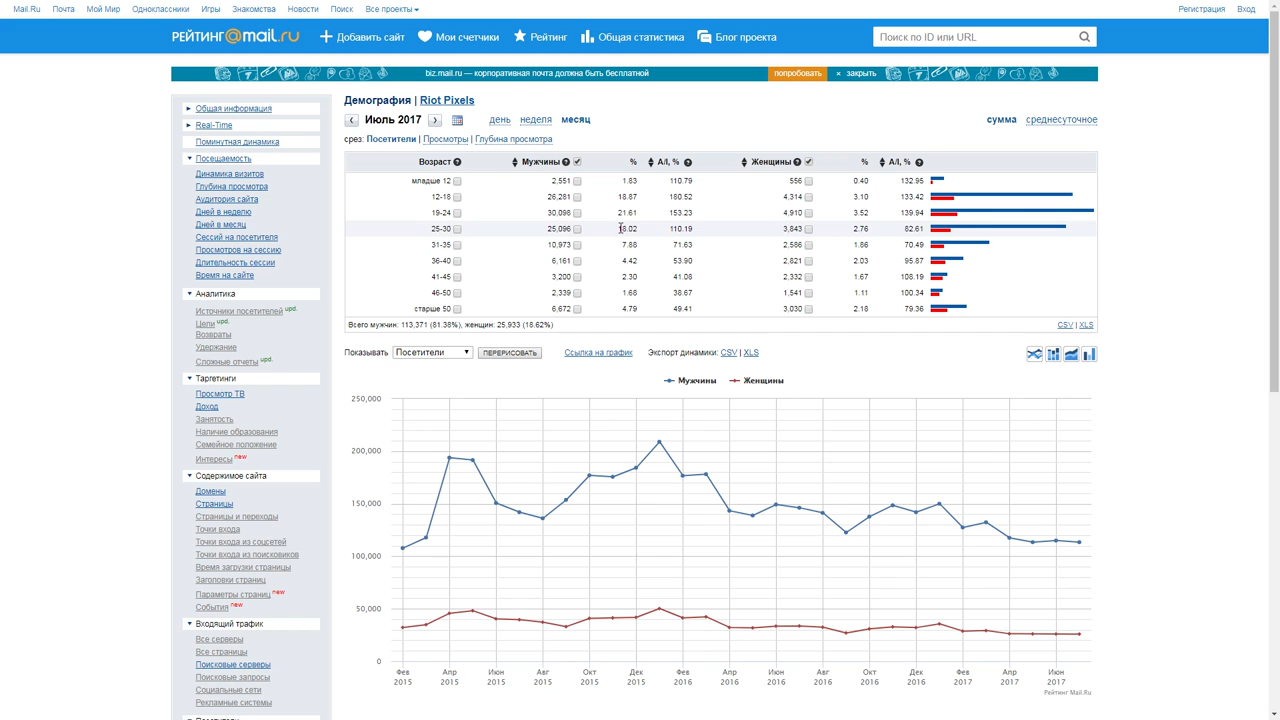 Mail.Ru Почта Мой Мир Одноклассники Игры Знакомства Новости Поиск Все проекты Регистрация Вход
РЕЙТИНГ@mail.ru Добавить сайт Мои счетчики Рейтинг Общая статистика Блог проекта Поиск по ID или URL
biz.mail.ru — корпоративная почта должна быть бесплатной попробовать × закрыть
Общая информация
Real-Time
Поминутная динамика
Посещаемость
Динамика визитов
Глубина просмотра
Аудитория сайта
Дней в неделю
Дней в месяц
Сессий на посетителя
Просмотров на сессию
Длительность сессии
Время на сайте
Аналитика
Источники посетителей upd.
Цели upd.
Возвраты
Удержание
Сложные отчеты upd.
Таргетинги
Просмотр ТВ
Доход
Занятость
Наличие образования
Семейное положение
Интересы new
Содержимое сайта
Домены
Страницы
Страницы и переходы
Точки входа
Точки входа из соцсетей
Точки входа из поисковиков
Время загрузки страницы
Заголовки страниц
Параметры страниц new
События new
Входящий трафик
Все серверы
Все страницы
Поисковые серверы
Поисковые запросы
Социальные сети
Рекламные системы
Демография | Riot Pixels
Июль 2017 день неделя месяц сумма среднесуточное
срез: Посетители | Просмотры | Глубина просмотра
Возраст Мужчины % A/I, % Женщины % A/I, %
младше 12 2,551 1.83 110.79 556 0.40 132.95
12-18 26,281 18.87 180.52 4,314 3.10 133.42
19-24 30,098 21.61 153.23 4,910 3.52 139.94
25-30 25,096 18.02 110.19 3,843 2.76 82.61
31-35 10,973 7.88 71.63 2,586 1.86 70.49
36-40 6,161 4.42 53.90 2,821 2.03 95.87
41-45 3,200 2.30 41.08 2,332 1.67 108.19
46-50 2,339 1.68 38.67 1,541 1.11 100.34
старше 50 6,672 4.79 49.41 3,030 2.18 79.36
Всего мужчин: 113,371 (81.38%), женщин: 25,933 (18.62%) CSV | XLS
Показывать Посетители ПЕРЕРИСОВАТЬ Ссылка на график Экспорт динамики: CSV | XLS
Мужчины Женщины
250,000
200,000
150,000
100,000
50,000
0
Фев 2015 Апр 2015 Июн 2015 Авг 2015 Окт 2015 Дек 2015 Фев 2016 Апр 2016 Июн 2016 Авг 2016 Окт 2016 Дек 2016 Фев 2017 Апр 2017 Июн 2017
Рейтинг Mail.Ru